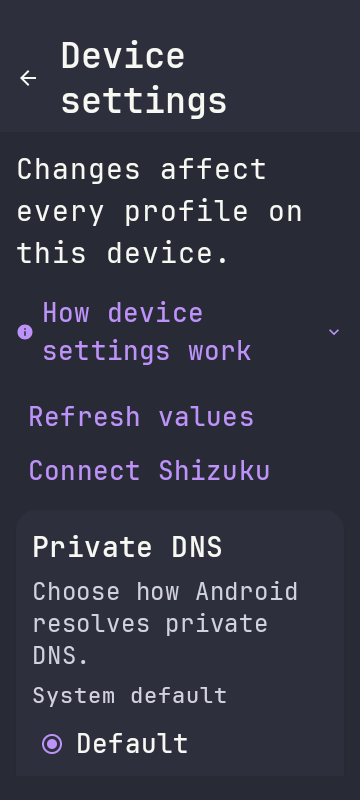 Device
settings
Changes affect
every profile on
this device.
How device
settings work
Refresh values
Connect Shizuku
Private DNS
Choose how Android
resolves private
DNS.
System default
Default